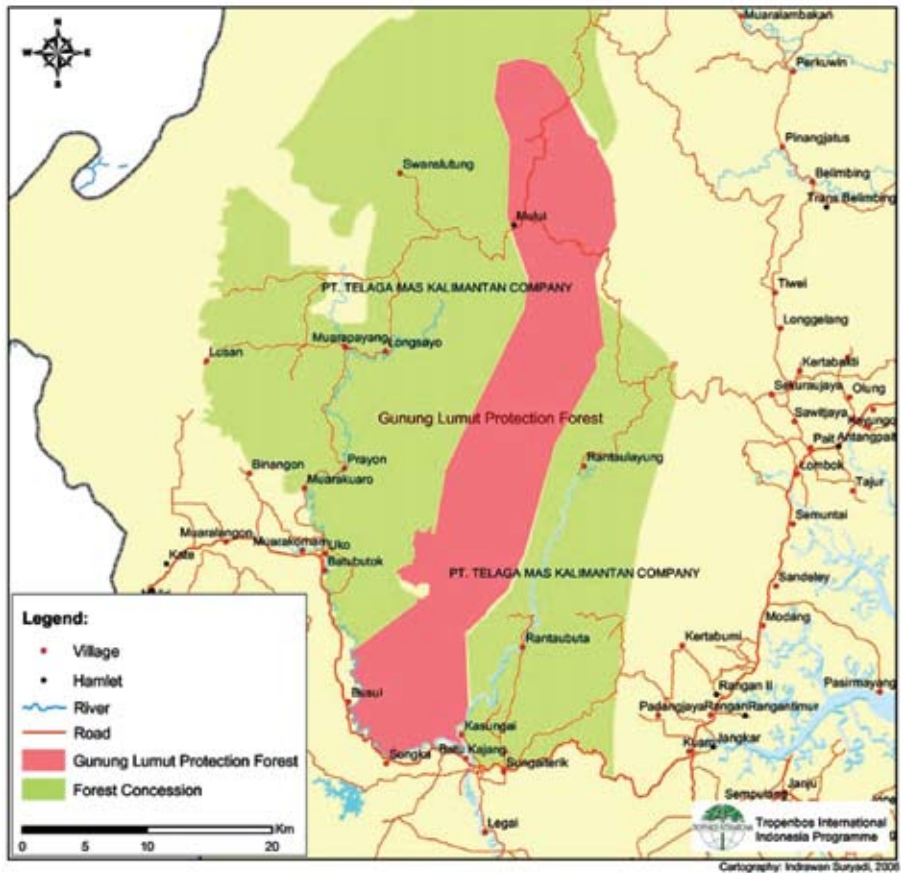 N
W E
S
Muaralambakan
Perkuwin
Pinangjatus
Belimbing
Trans Belimbing
Swanslutung
Mului
PT. TELAGA MAS KALIMANTAN COMPANY
Tiwei
Longgelang
Muarapayang
Longsayo
Lusan
Kertabakti
Sekuraujaya
Olung
Gunung Lumut Protection Forest
Sawitjaya
Pait
Antangpait
Rantaulayung
Lombok
Tajur
Prayon
Binangon
Muarakuaro
Semuntai
Muaralangon
Muarakomam
Uko
Kate
Batubutok
PT. TELAGA MAS KALIMANTAN COMPANY
Sandeley
Modang
Rantaubuta
Kertabumi
Pasirmayang
Rangan II
Busul
Padangjaya
Rangan
Rangantimur
Kasungai
Kuaro
Jangkar
Songka
Batu Kajang
Sungaiterik
Sempulang
Janju
Legai
Legend:
Village
Hamlet
River
Road
Gunung Lumut Protection Forest
Forest Concession
0 5 10 20 Km
Tropenbos International
Indonesia Programme
Cartography: Indrawan Suryadi, 2006